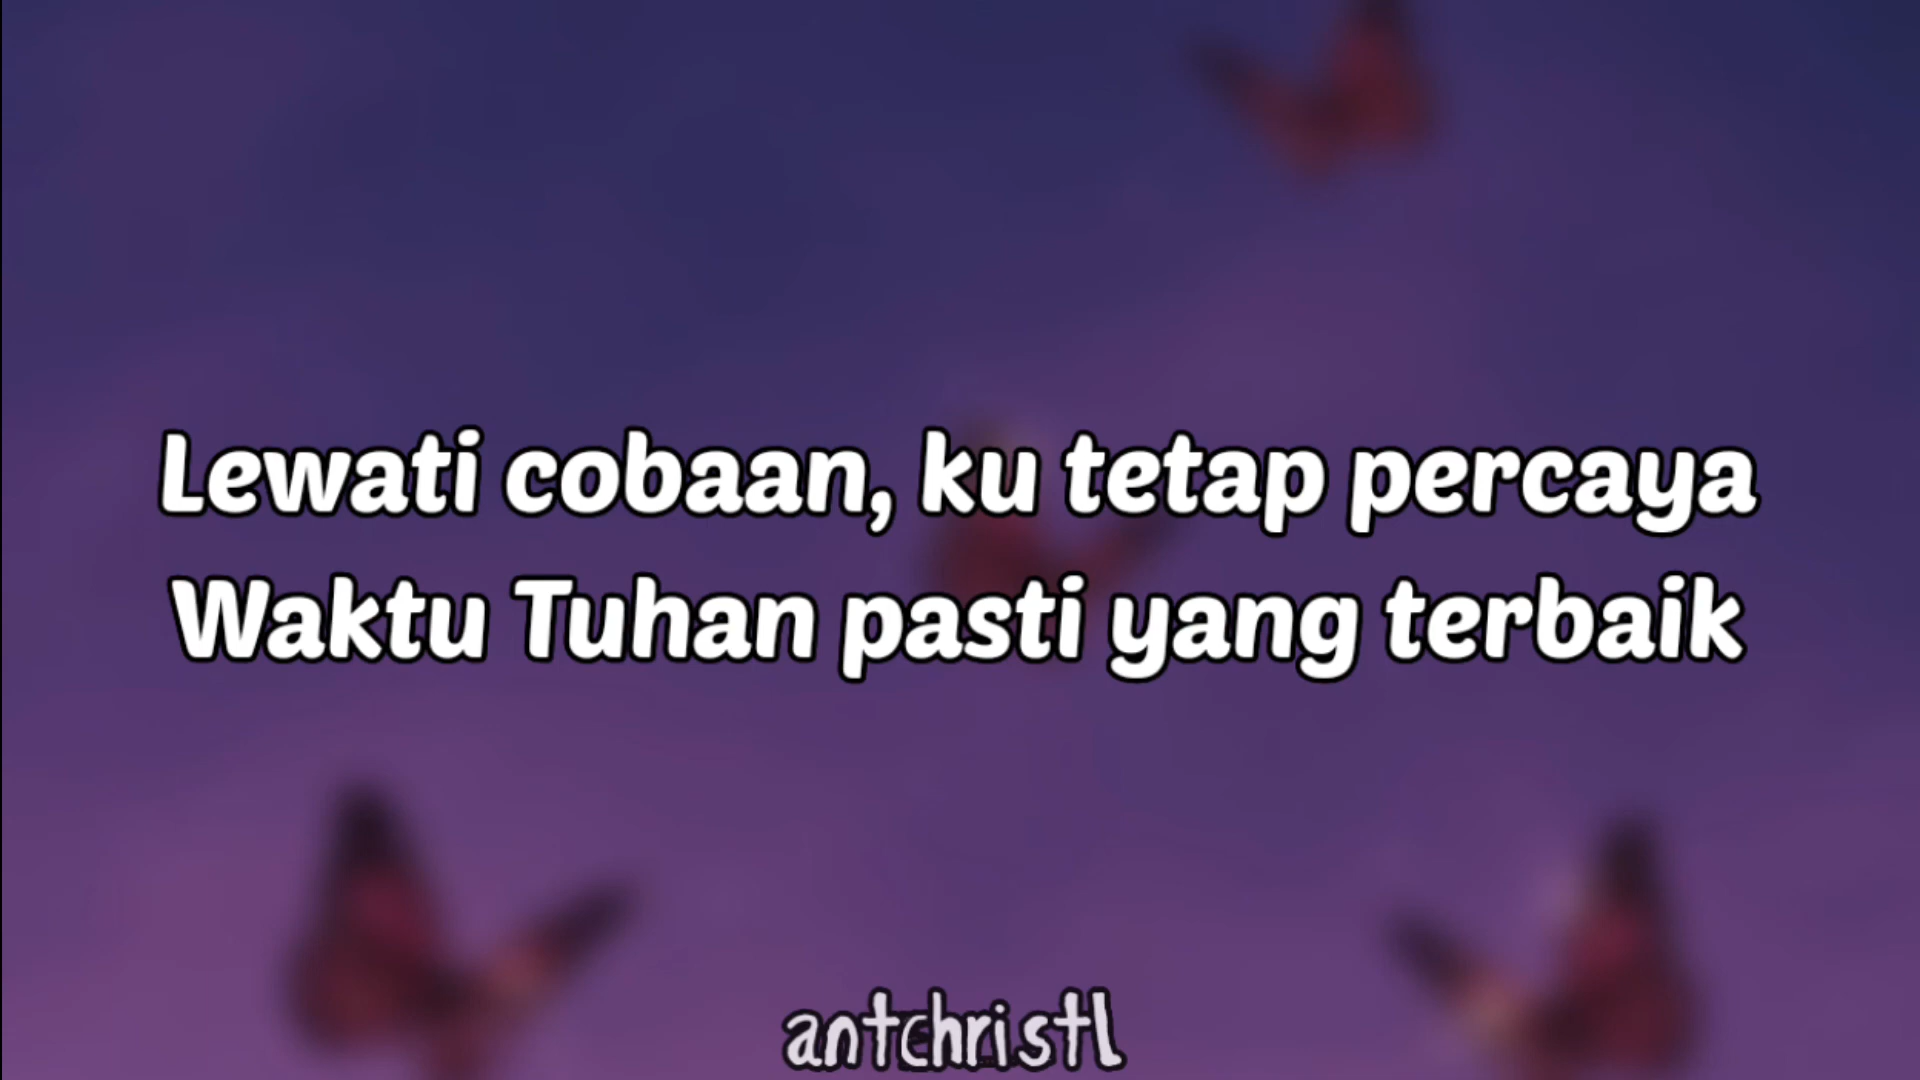 Lewati cobaan, ku tetap percaya
Waktu Tuhan pasti yang terbaik
antchristl